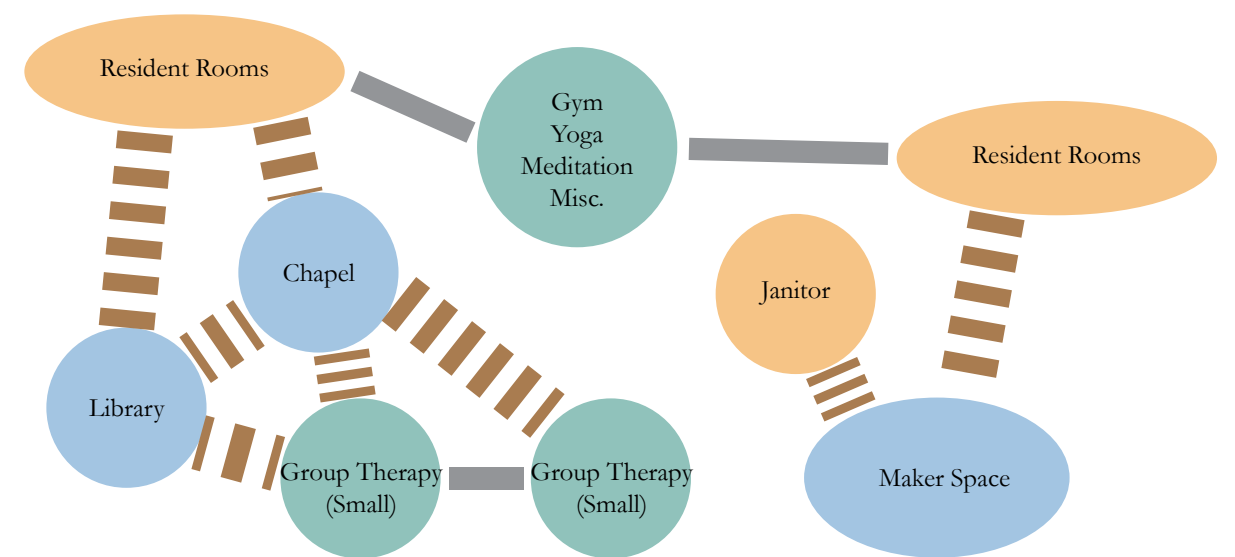 Resident Rooms
Gym
Yoga
Meditation
Misc.
Resident Rooms
Chapel
Janitor
Library
Group Therapy
(Small)
Group Therapy
(Small)
Maker Space